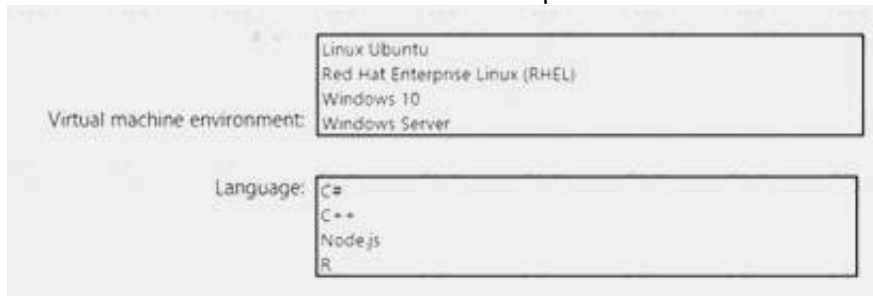 Virtual machine environment:
Linux Ubuntu
Red Hat Enterprise Linux (RHEL)
Windows 10
Windows Server
Language:
C#
C++
Node.js
R